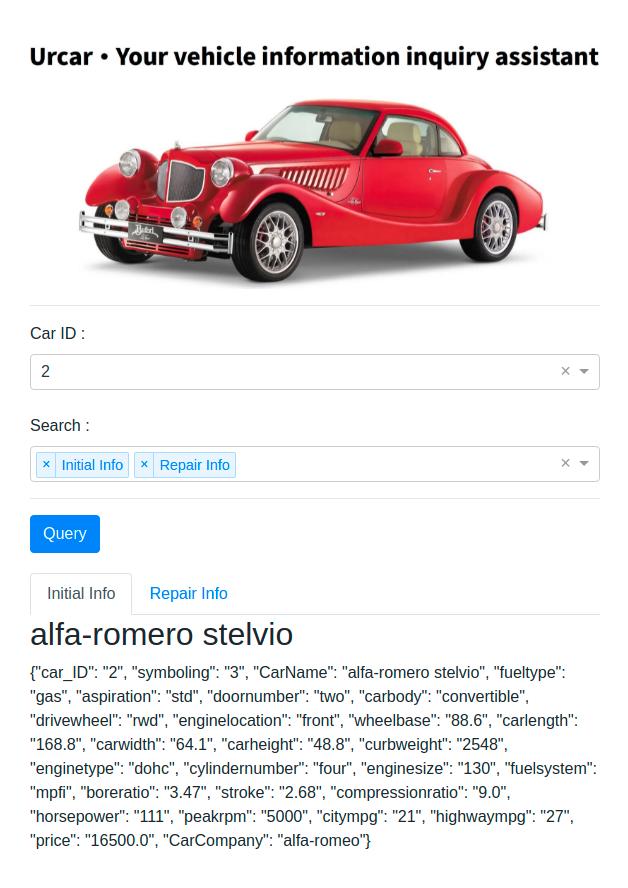 Urcar • Your vehicle information inquiry assistant
Car ID :
2
Search :
× Initial Info × Repair Info
Query
Initial Info Repair Info
alfa-romero stelvio
{"car_ID": "2", "symboling": "3", "CarName": "alfa-romero stelvio", "fueltype":
"gas", "aspiration": "std", "doornumber": "two", "carbody": "convertible",
"drivewheel": "rwd", "enginelocation": "front", "wheelbase": "88.6", "carlength":
"168.8", "carwidth": "64.1", "carheight": "48.8", "curbweight": "2548",
"enginetype": "dohc", "cylindernumber": "four", "enginesize": "130", "fuelsystem":
"mpfi", "boreratio": "3.47", "stroke": "2.68", "compressionratio": "9.0",
"horsepower": "111", "peakrpm": "5000", "citympg": "21", "highwaympg": "27",
"price": "16500.0", "CarCompany": "alfa-romeo"}